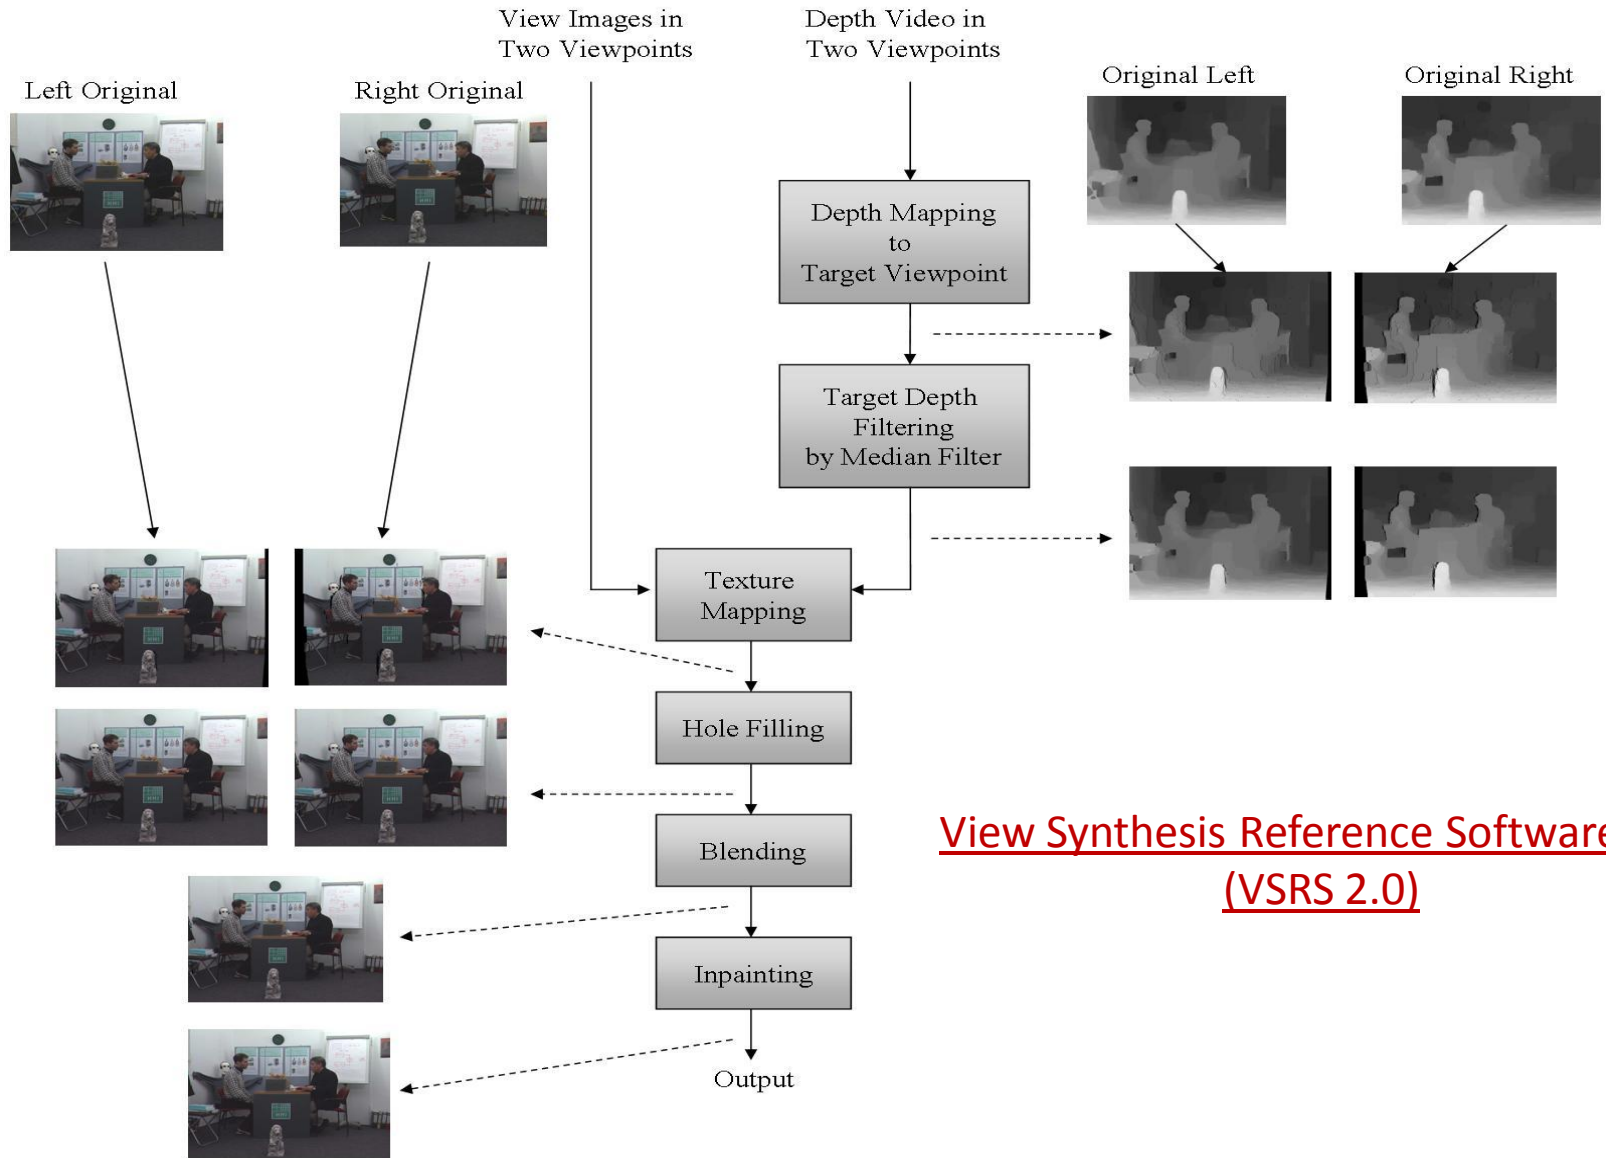 View Images in
Two Viewpoints
Depth Video in
Two Viewpoints
Left Original
Right Original
Original Left
Original Right
Depth Mapping
to
Target Viewpoint
Target Depth
Filtering
by Median Filter
Texture
Mapping
Hole Filling
Blending
Inpainting
Output
View Synthesis Reference Software
(VSRS 2.0)